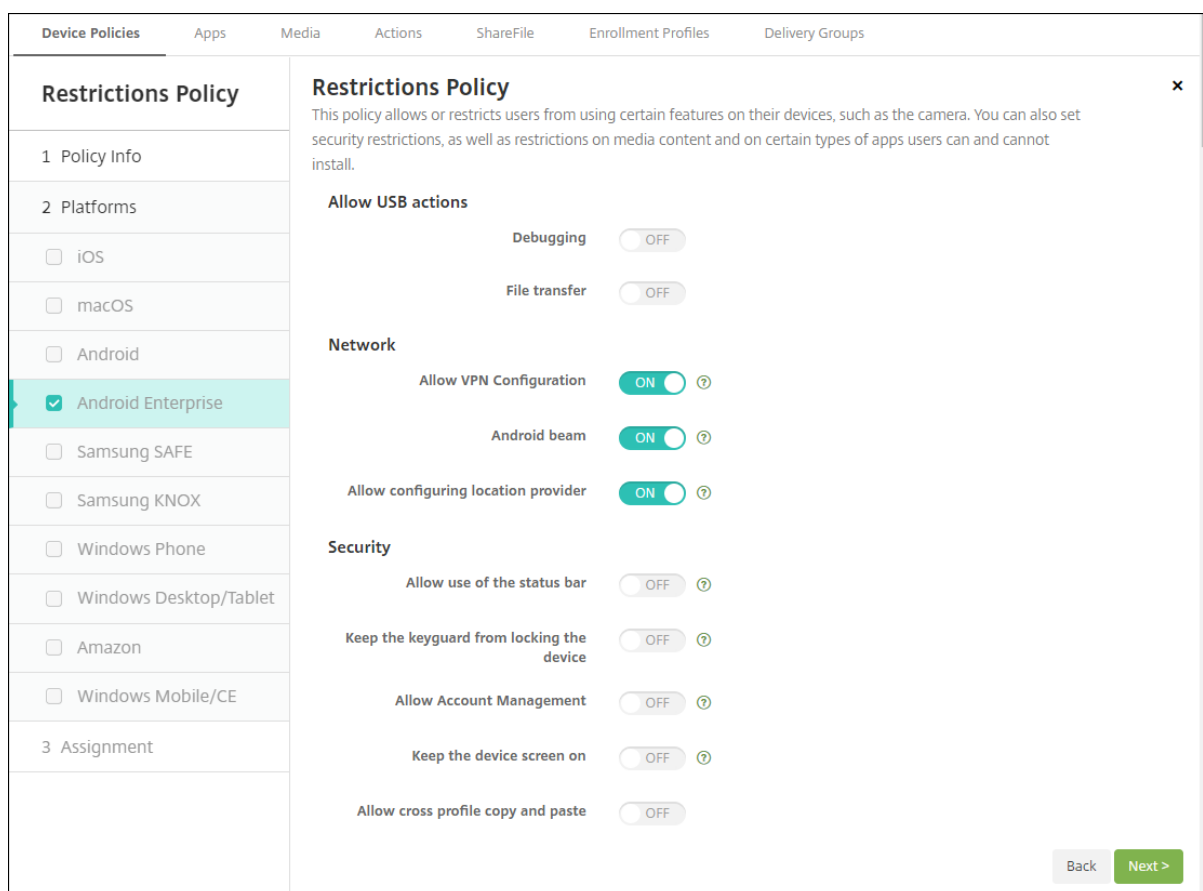 Device Policies Apps Media Actions ShareFile Enrollment Profiles Delivery Groups
Restrictions Policy
1 Policy Info
2 Platforms
iOS
macOS
Android
Android Enterprise
Samsung SAFE
Samsung KNOX
Windows Phone
Windows Desktop/Tablet
Amazon
Windows Mobile/CE
3 Assignment
Restrictions Policy
This policy allows or restricts users from using certain features on their devices, such as the camera. You can also set
security restrictions, as well as restrictions on media content and on certain types of apps users can and cannot
install.
Allow USB actions
Debugging OFF
File transfer OFF
Network
Allow VPN Configuration ON ?
Android beam ON ?
Allow configuring location provider ON ?
Security
Allow use of the status bar OFF ?
Keep the keyguard from locking the
device OFF ?
Allow Account Management OFF ?
Keep the device screen on OFF ?
Allow cross profile copy and paste OFF
Back Next >